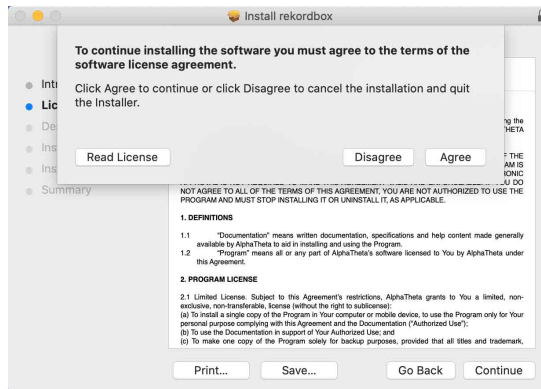 Install rekordbox
To continue installing the software you must agree to the terms of the
software license agreement.
Click Agree to continue or click Disagree to cancel the installation and quit
the Installer.
Read License
Disagree
Agree
Summary
NOT AGREE TO ALL OF THE TERMS OF THIS AGREEMENT, YOU ARE NOT AUTHORIZED TO USE THE
PROGRAM AND MUST STOP INSTALLING IT OR UNINSTALL IT, AS APPLICABLE.
1. DEFINITIONS
1.1 "Documentation" means written documentation, specifications and help content made generally
available by AlphaTheta to aid in installing and using the Program.
1.2 "Program" means all or any part of AlphaTheta's software licensed to You by AlphaTheta under
this Agreement.
2. PROGRAM LICENSE
2.1 Limited License. Subject to this Agreement's restrictions, AlphaTheta grants to You a limited, non-
exclusive, non-transferable, license (without the right to sublicense):
(a) To install a single copy of the Program in Your computer or mobile device, to use the Program only for Your
personal purpose complying with this Agreement and the Documentation ("Authorized Use");
(b) To use the Documentation in support of Your Authorized Use; and
(c) To make one copy of the Program solely for backup purposes, provided that all titles and trademark,
Print...
Save...
Go Back
Continue